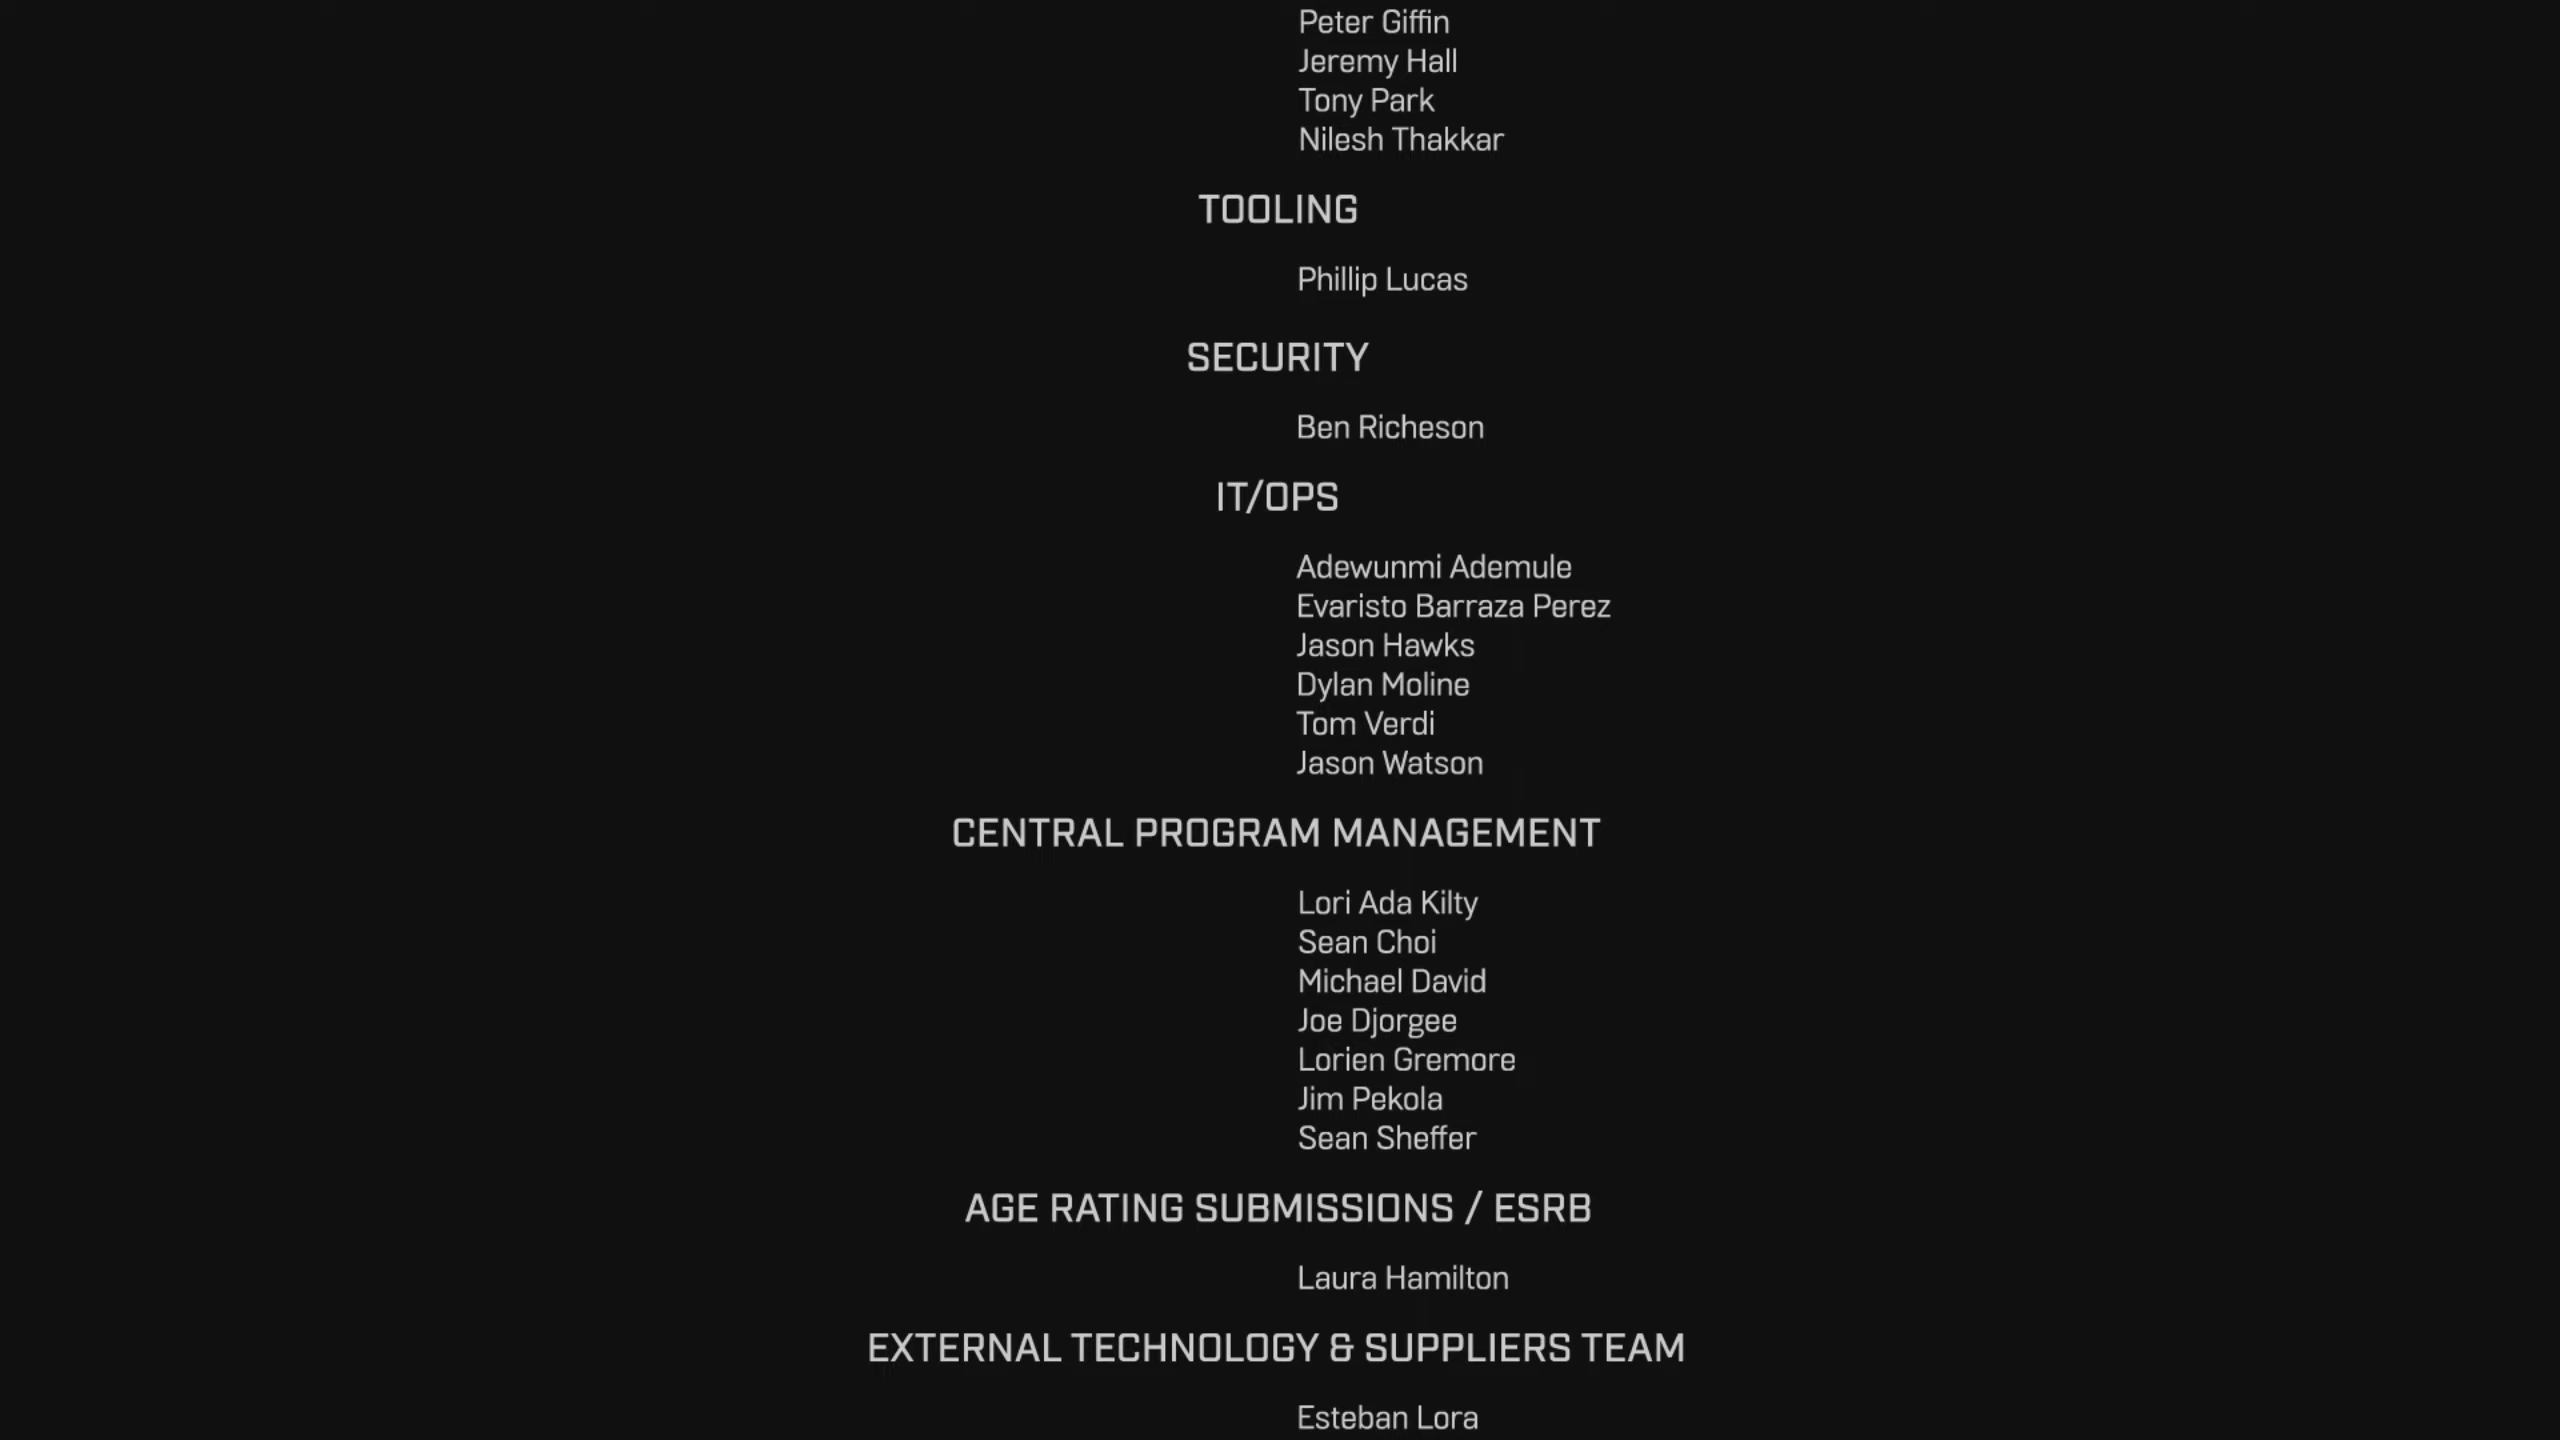 Peter Giffin
Jeremy Hall
Tony Park
Nilesh Thakkar
TOOLING
Phillip Lucas
SECURITY
Ben Richeson
IT/OPS
Adewunmi Ademule
Evaristo Barraza Perez
Jason Hawks
Dylan Moline
Tom Verdi
Jason Watson
CENTRAL PROGRAM MANAGEMENT
Lori Ada Kilty
Sean Choi
Michael David
Joe Djorgee
Lorien Gremore
Jim Pekola
Sean Sheffer
AGE RATING SUBMISSIONS / ESRB
Laura Hamilton
EXTERNAL TECHNOLOGY & SUPPLIERS TEAM
Esteban Lora